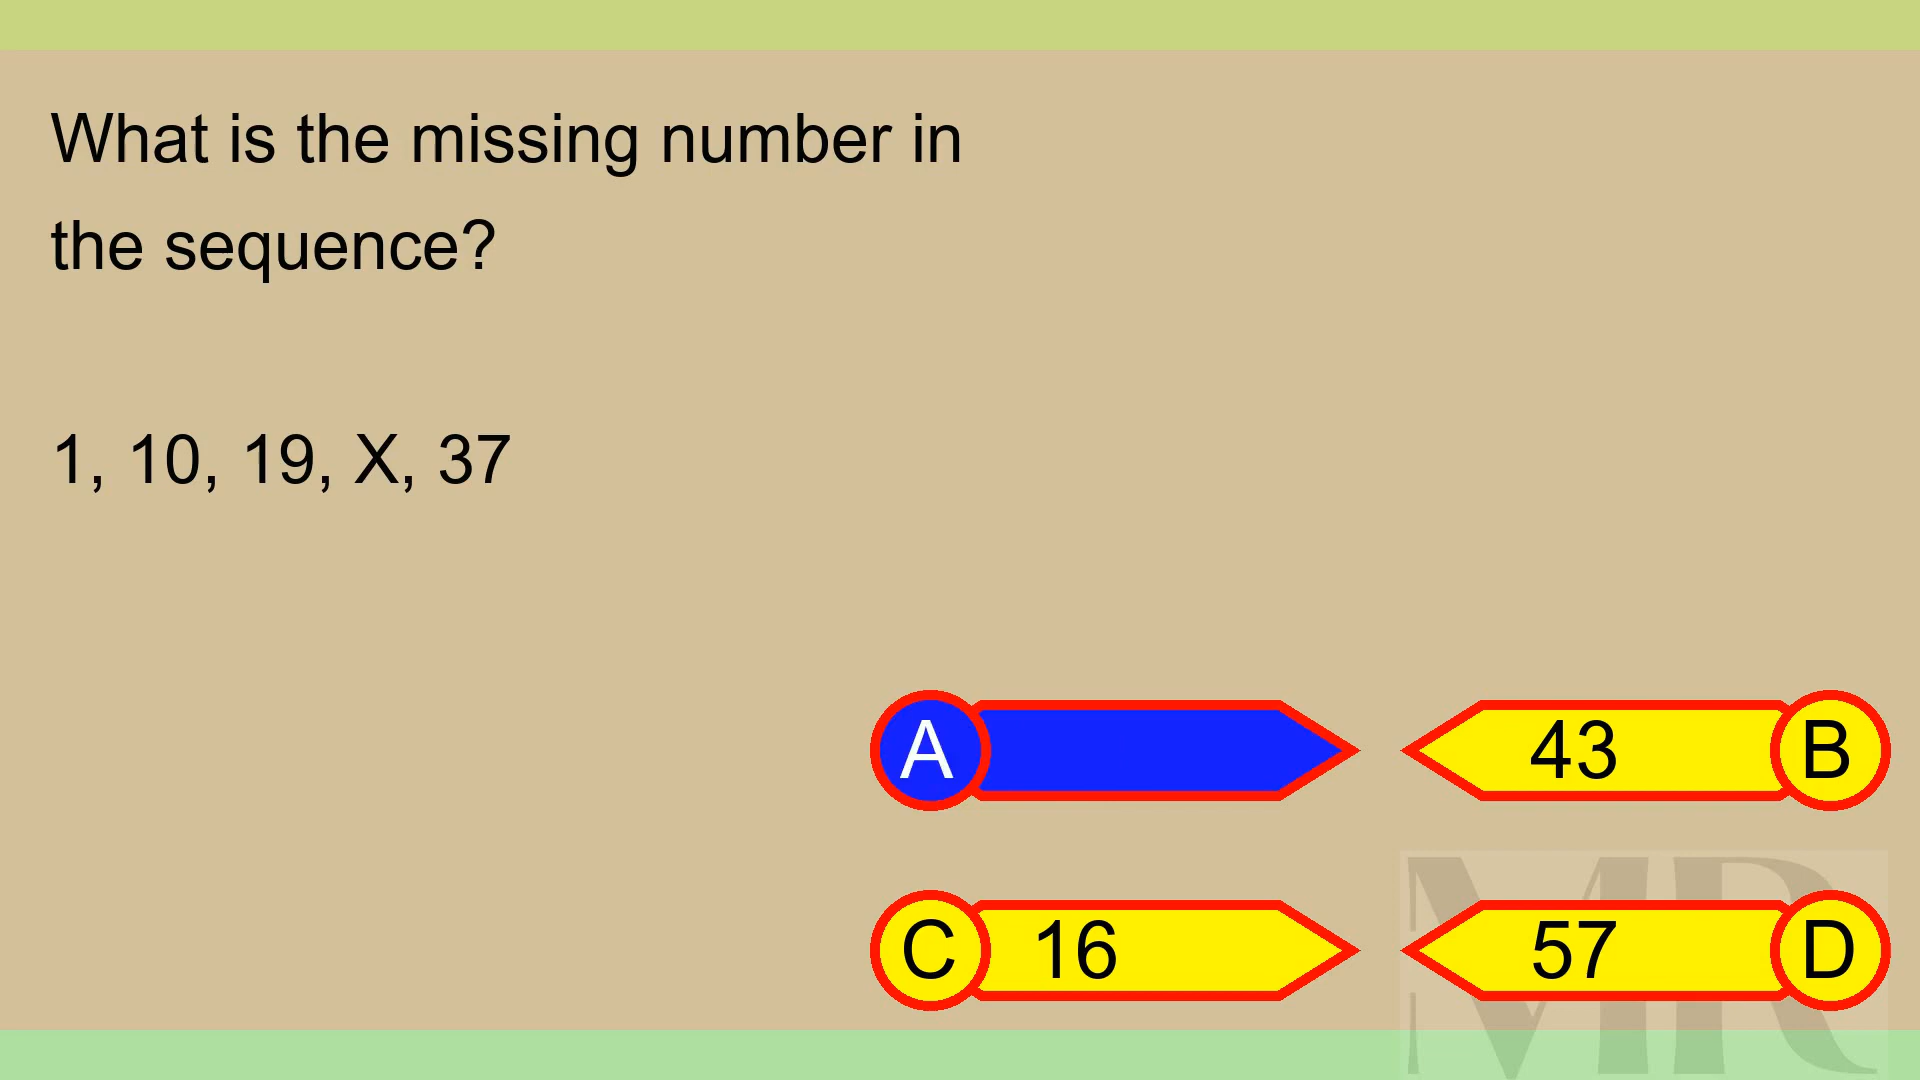 What is the missing number in
the sequence?
1, 10, 19, X, 37
A
43 B
C 16
57 D
MR